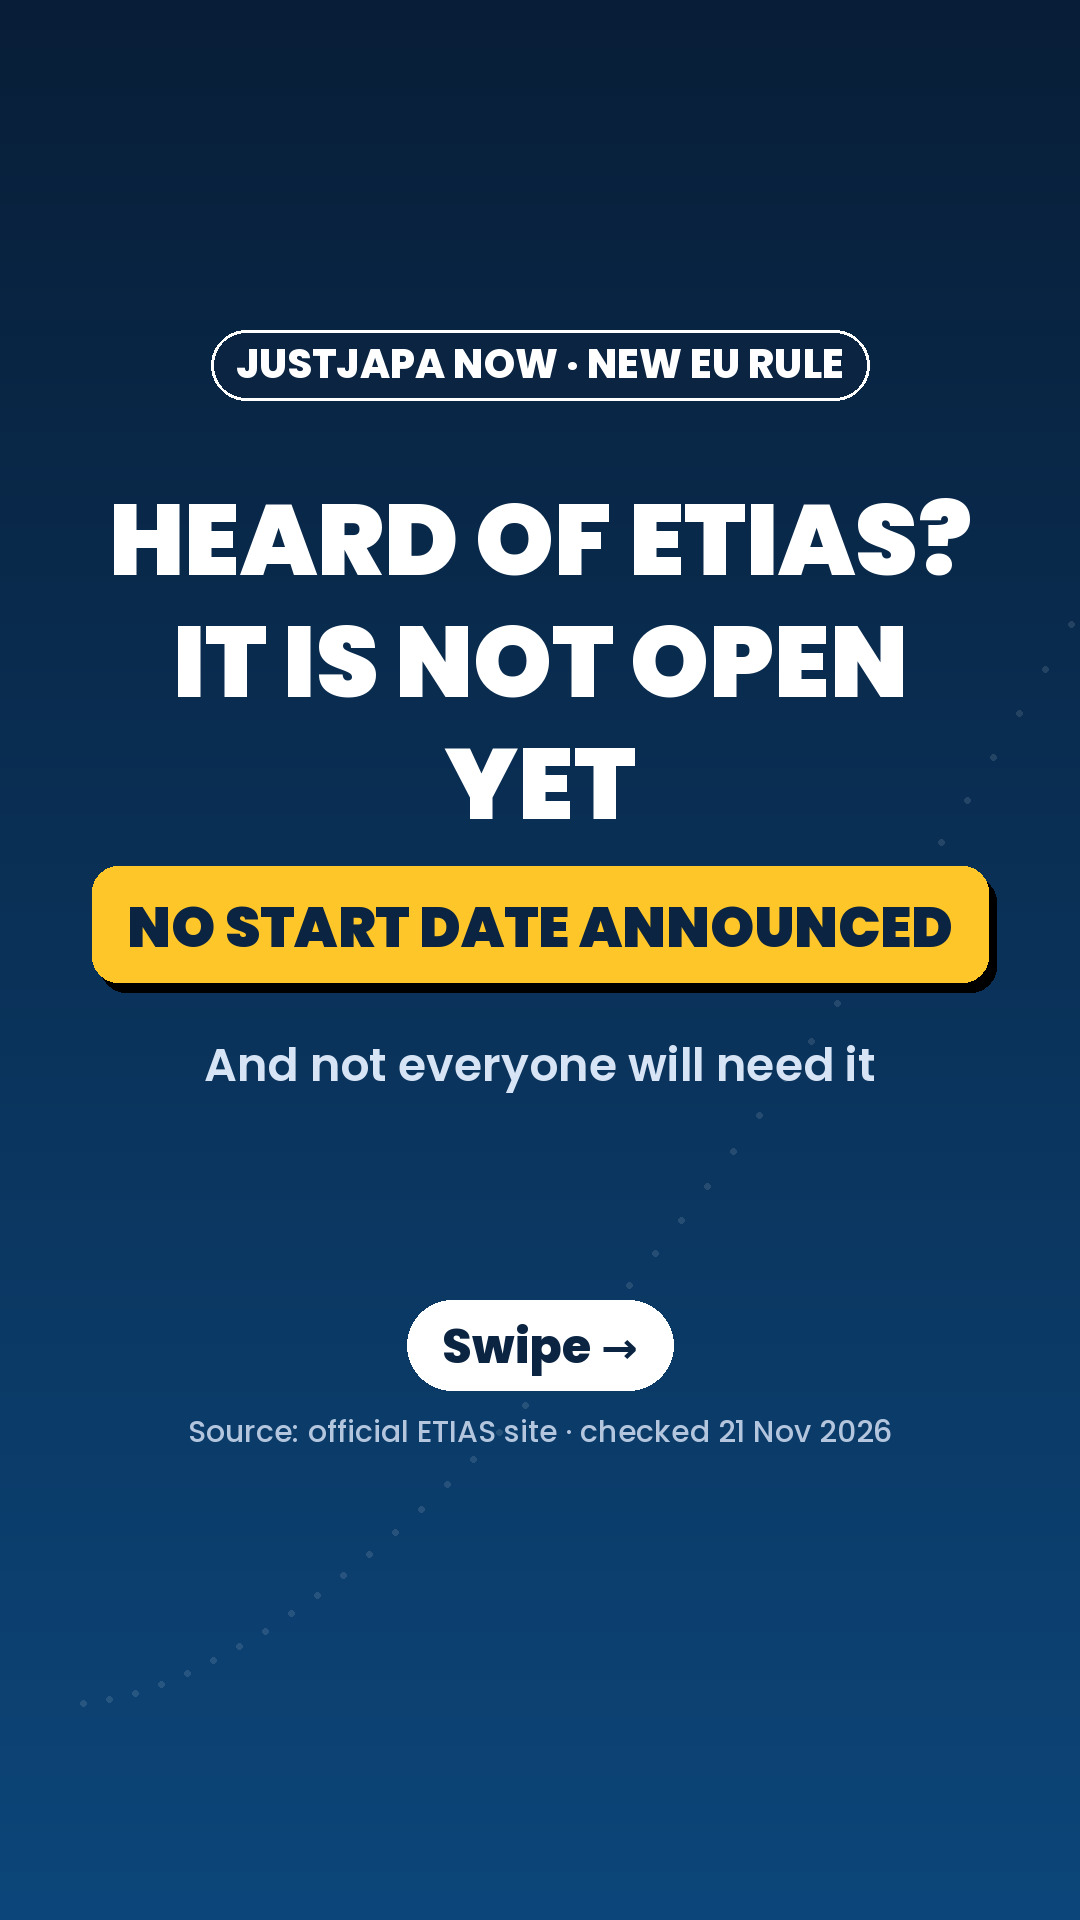 JUSTJAPA NOW · NEW EU RULE
HEARD OF ETIAS?
IT IS NOT OPEN
YET
NO START DATE ANNOUNCED
And not everyone will need it
Swipe →
Source: official ETIAS site · checked 21 Nov 2026